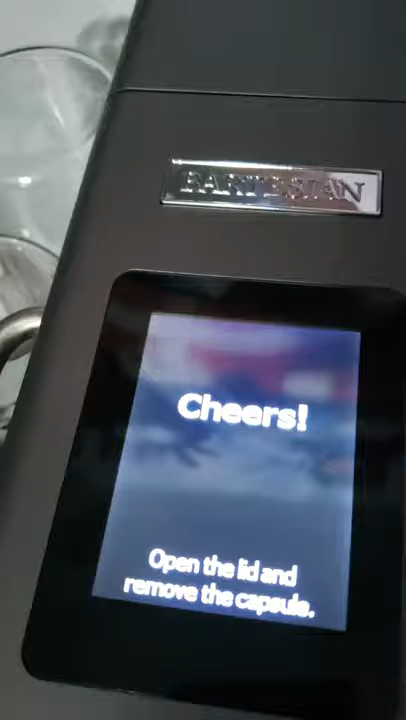 BARTESIAN
Cheers!
Open the lid and
remove the capsule.